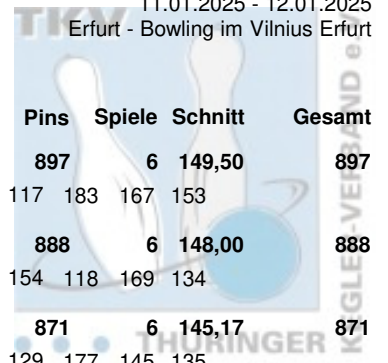 11.01.2025 - 12.01.2025
Erfurt - Bowling im Vilnius Erfurt
TKV
Pins Spiele Schnitt Gesamt
897 6 149,50 897
117 183 167 153
888 6 148,00 888
154 118 169 134
871 6 145,17 871
129 177 145 135
THÜRINGER
KEGLER-VERBAND e.V.